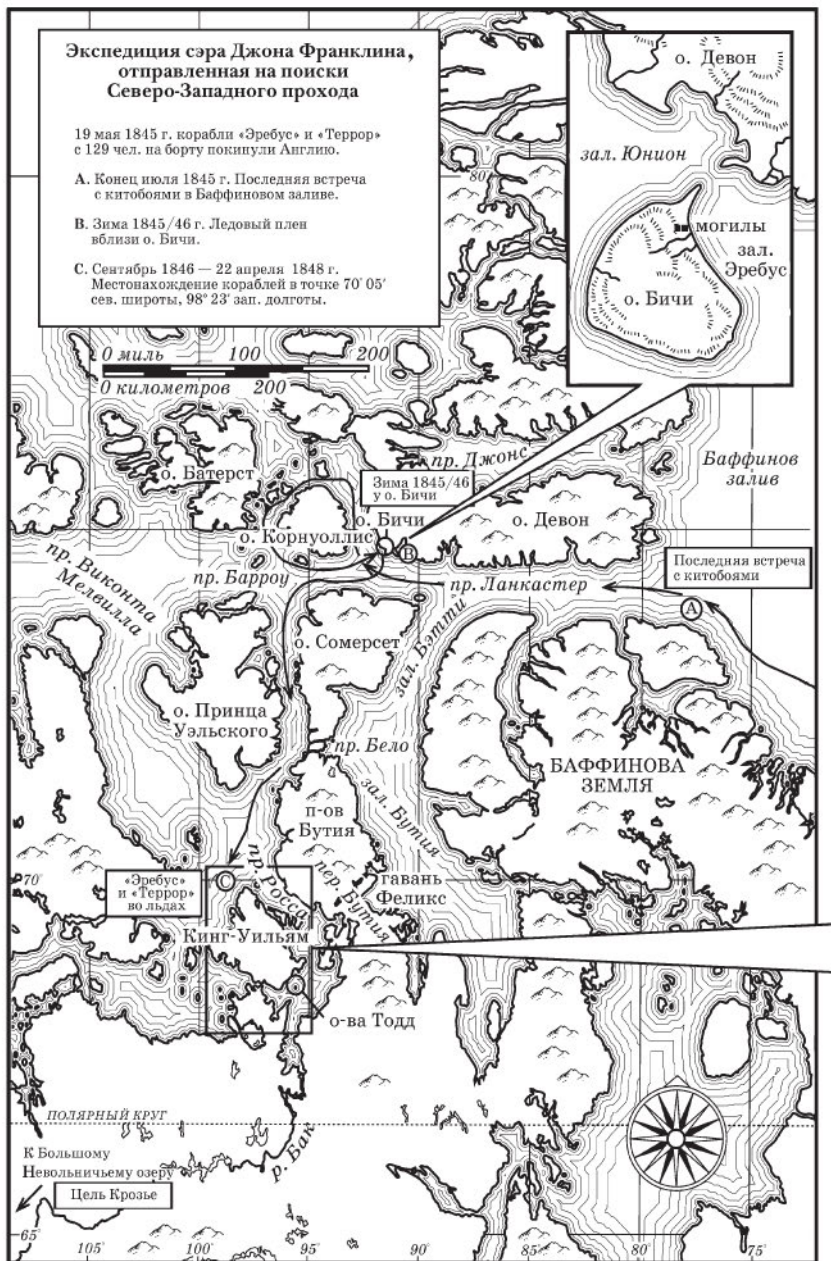 Экспедиция сэра Джона Франклина,
отправленная на поиски
Северо-Западного прохода
19 мая 1845 г. корабли «Эребус» и «Террор»
с 129 чел. на борту покинули Англию.
А. Конец июля 1845 г. Последняя встреча
с китобоями в Баффиновом заливе.
В. Зима 1845/46 г. Ледовый плен
вблизи о. Бичи.
С. Сентябрь 1846 — 22 апреля 1848 г.
Местонахождение кораблей в точке 70° 05′
сев. широты, 98° 23′ зап. долготы.
о. Девон
зал. Юнион
могилы
зал.
Эребус
о. Бичи
80°
0 миль 100 200
0 километров 200
пр. Джонс
Баффинов
залив
о. Батерст
Зима 1845/46
у о. Бичи
о. Бичи
о. Девон
о. Корнуоллис
В
пр. Виконта
Мелвилла
пр. Барроу
пр. Ланкастер
Последняя встреча
с китобоями
А
о. Сомерсет
зал. Бэтти
о. Принца
Уэльского
пр. Бело
БАФФИНОВА
ЗЕМЛЯ
п-ов
Бутия
зал. Бутия
70°
«Эребус»
и «Террор»
во льдах
С
пр. Росса
пер. Бутия
гавань
Феликс
о. Кинг-Уильям
о-ва Тодд
ПОЛЯРНЫЙ КРУГ
р. Бак
К Большому
Невольничьему озеру
Цель Крозье
65°
105° 100° 95° 90° 85° 80° 75°